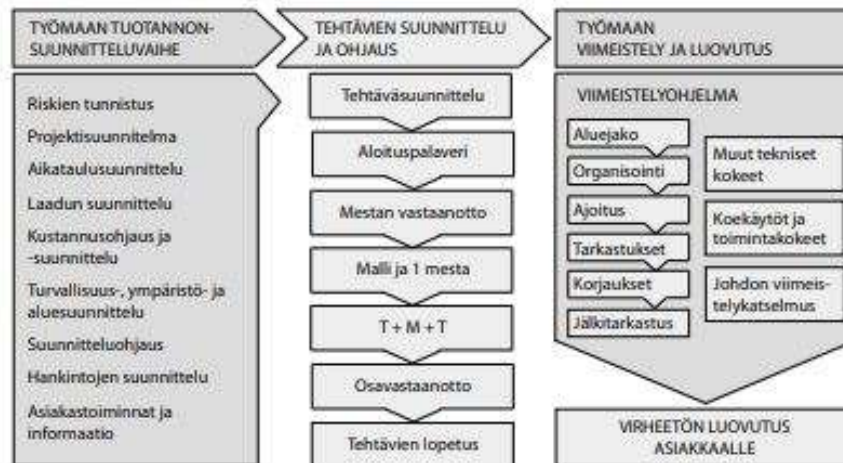 TYÖMAAN TUOTANNON-
SUUNNITTELUVAIHE
Riskien tunnistus
Projektisuunnitelma
Aikataulusuunnittelu
Laadun suunnittelu
Kustannusohjaus ja
-suunnittelu
Turvallisuus-, ympäristö- ja
aluesuunnittelu
Suunnitteluohjaus
Hankintojen suunnittelu
Asiakastoiminnat ja
informaatio
TEHTÄVIEN SUUNNITTELU
JA OHJAUS
Tehtäväsuunnittelu
Aloituspalaveri
Mestan vastaanotto
Malli ja 1 mesta
T + M + T
Osavastaanotto
Tehtävien lopetus
TYÖMAAN
VIIMEISTELY JA LUOVUTUS
VIIMEISTELYOHJELMA
Aluejako
Organisointi
Ajoitus
Tarkastukset
Korjaukset
Jälkitarkastus
Muut tekniset
kokeet
Koekäytöt ja
toimintakokeet
Johdon viimeis-
telykatselmus
VIRHEETÖN LUOVUTUS
ASIAKKAALLE